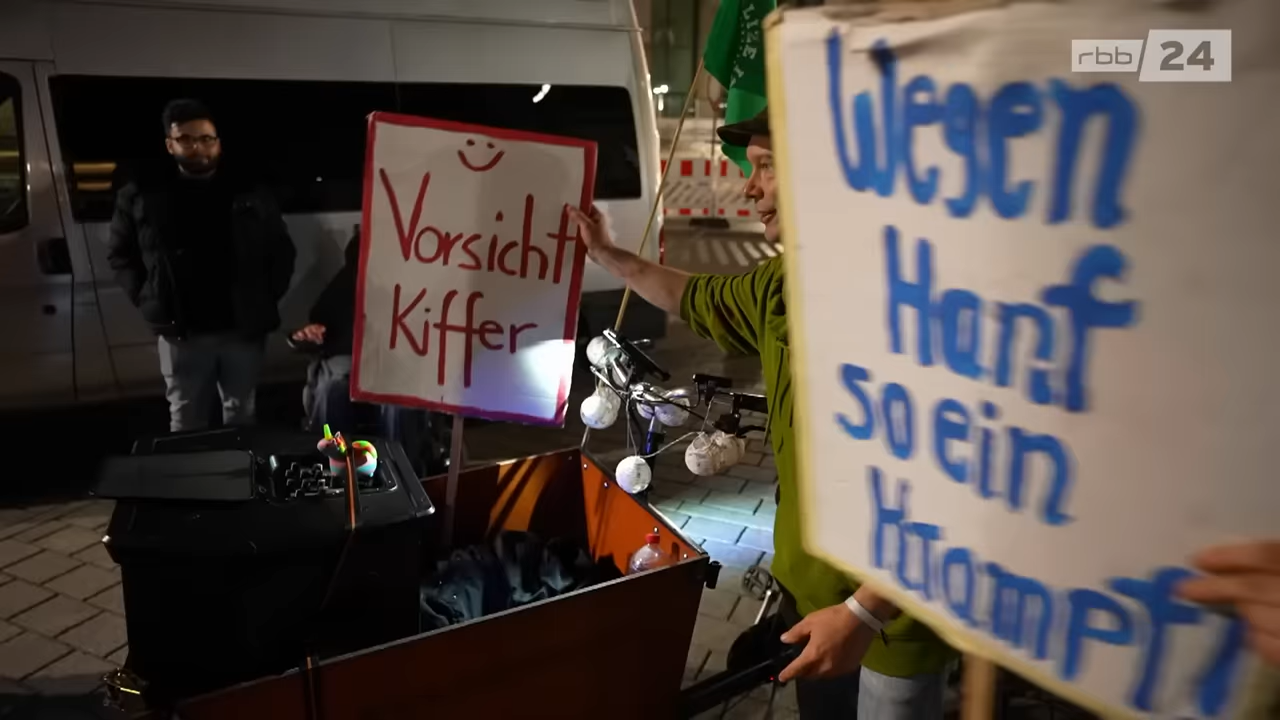 rbb 24
Vorsicht
Kiffer
Wegen
Hanf
so ein
Krampf!